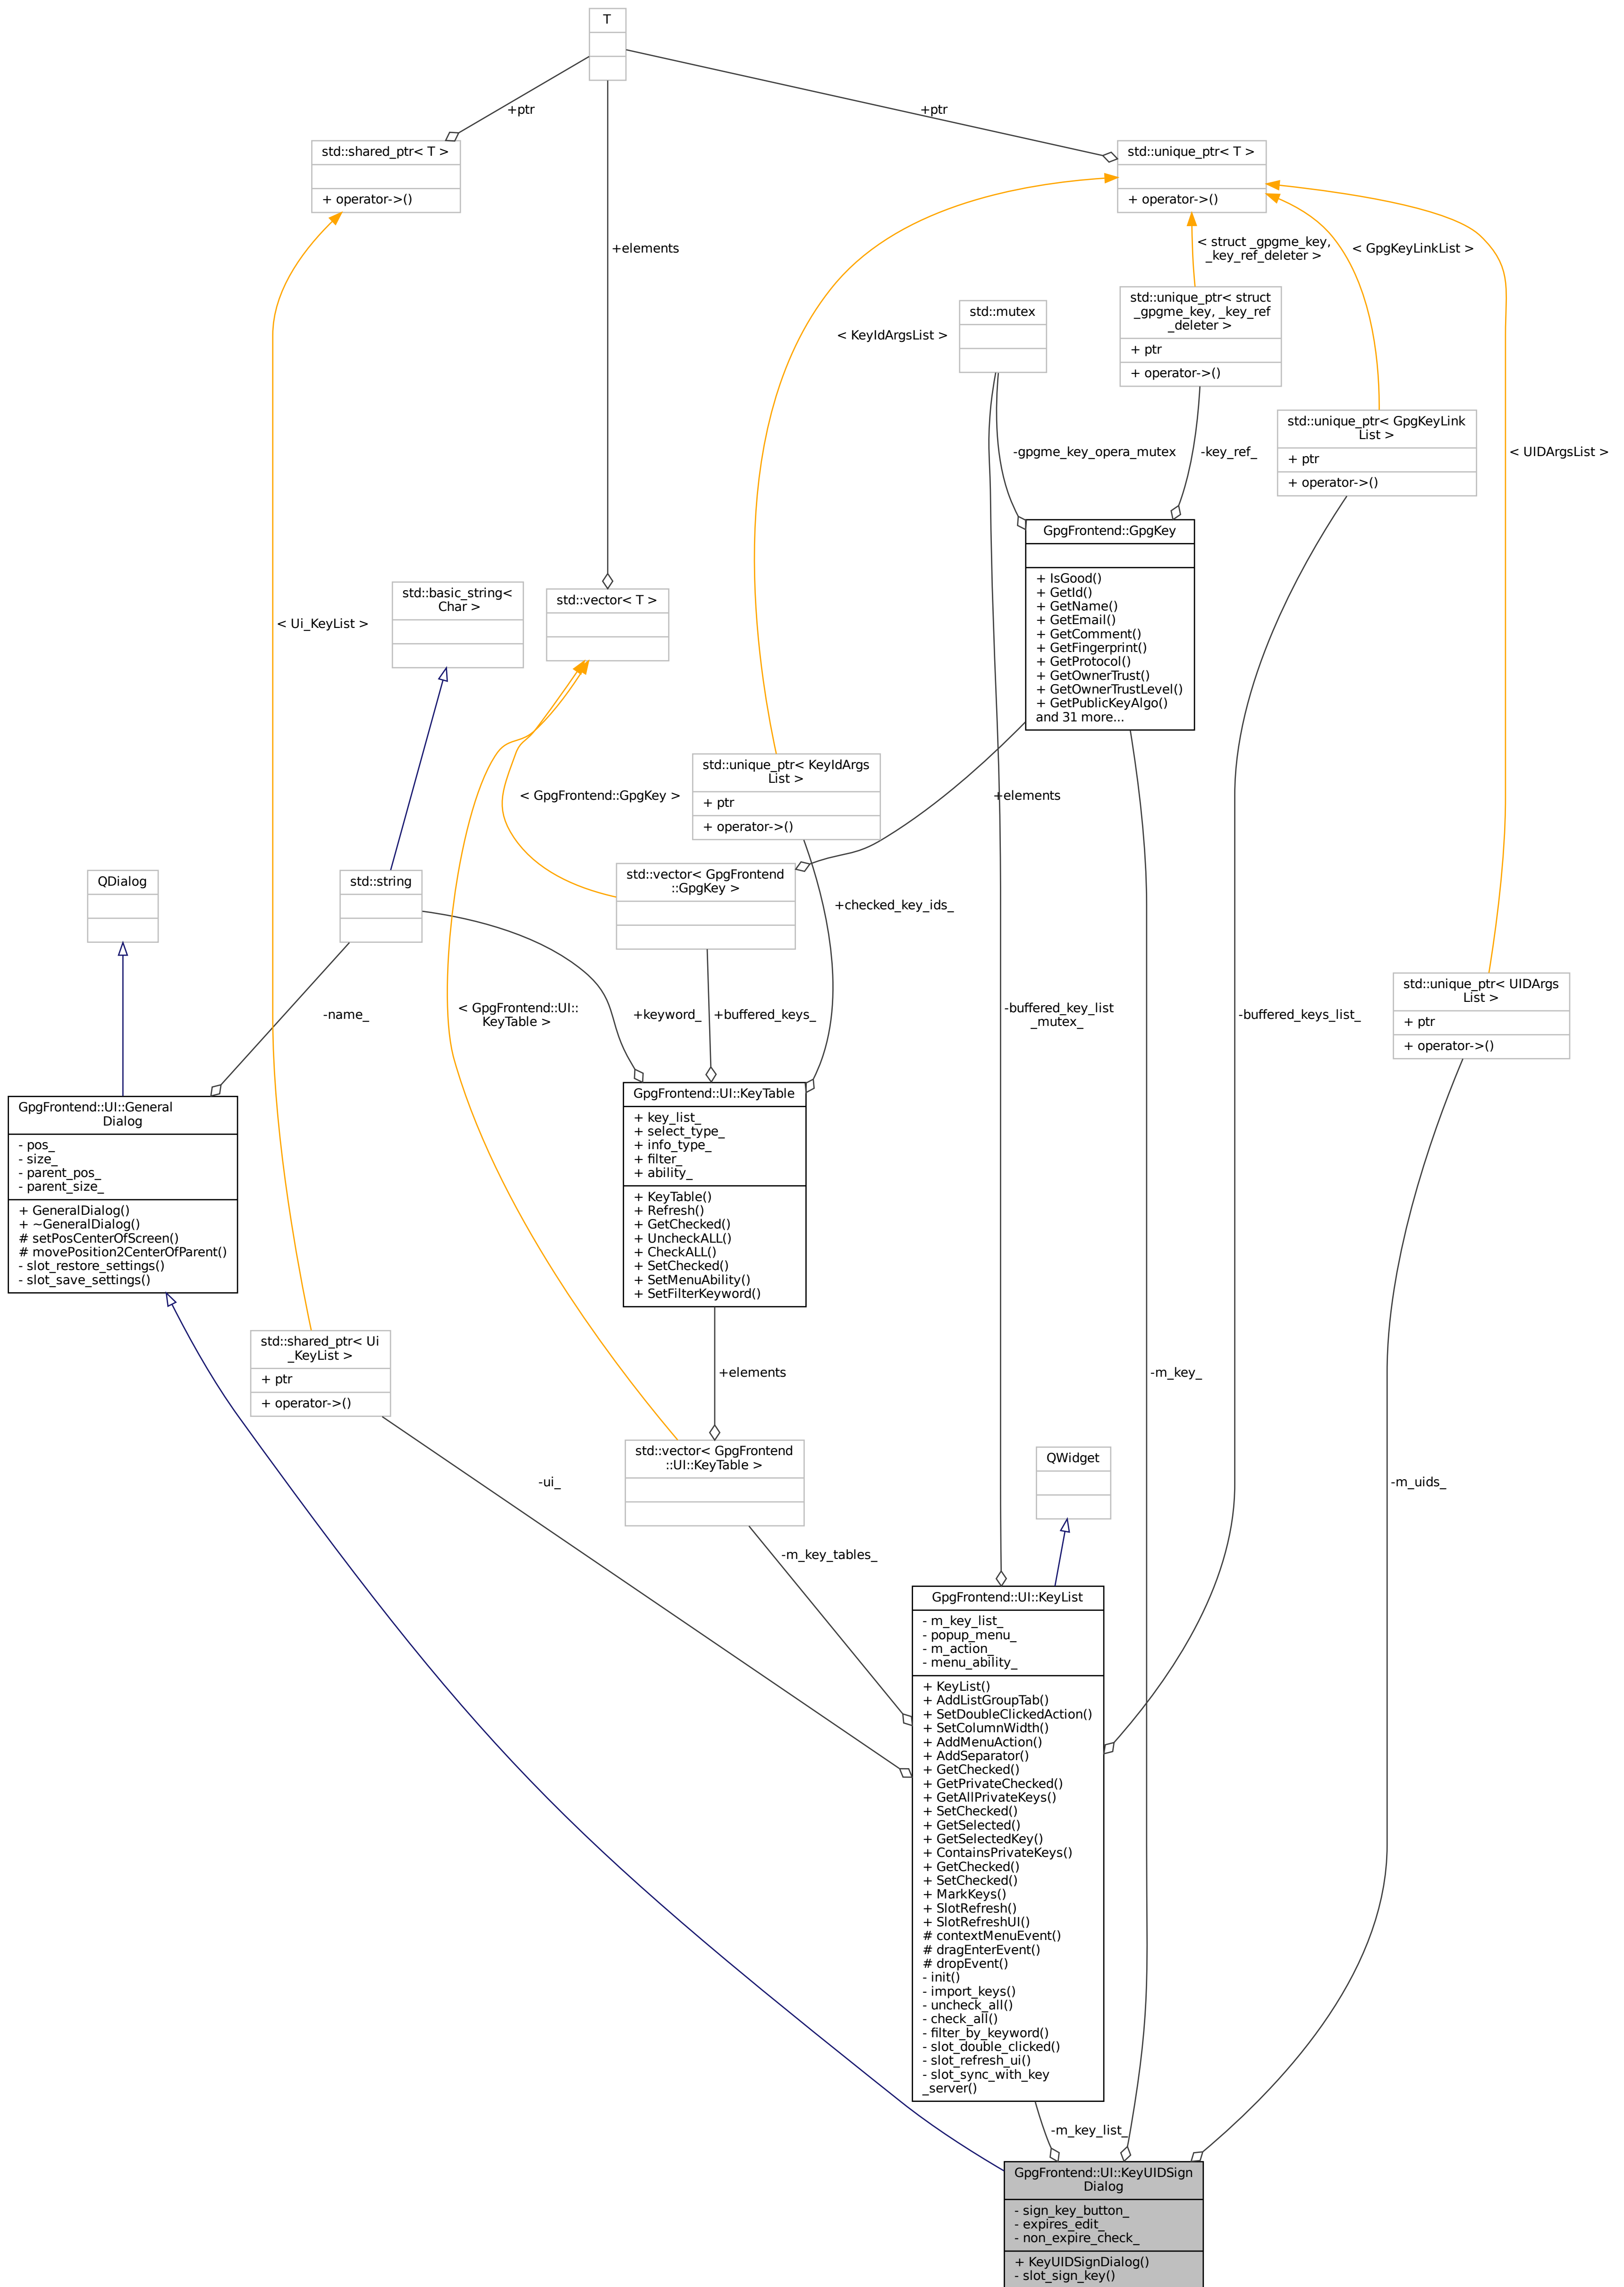 T
+ptr
+ptr
std::shared_ptr< T >
+ operator->()
std::unique_ptr< T >
+ operator->()
+elements
< struct _gpgme_key,
_key_ref_deleter >
< GpgKeyLinkList >
std::mutex
std::unique_ptr< struct
_gpgme_key, _key_ref
_deleter >
+ ptr
+ operator->()
< KeyIdArgsList >
std::unique_ptr< GpgKeyLink
List >
+ ptr
+ operator->()
-gpgme_key_opera_mutex
-key_ref_
< UIDArgsList >
GpgFrontend::GpgKey
+ IsGood()
+ GetId()
+ GetName()
+ GetEmail()
+ GetComment()
+ GetFingerprint()
+ GetProtocol()
+ GetOwnerTrust()
+ GetOwnerTrustLevel()
+ GetPublicKeyAlgo()
and 31 more...
std::basic_string<
Char >
std::vector< T >
< Ui_KeyList >
std::unique_ptr< KeyIdArgs
List >
+ ptr
+ operator->()
< GpgFrontend::GpgKey >
+elements
QDialog
std::string
std::vector< GpgFrontend
::GpgKey >
+checked_key_ids_
-name_
< GpgFrontend::UI::
KeyTable >
+keyword_
+buffered_keys_
-buffered_key_list
_mutex_
-buffered_keys_list_
std::unique_ptr< UIDArgs
List >
+ ptr
+ operator->()
GpgFrontend::UI::General
Dialog
- pos_
- size_
- parent_pos_
- parent_size_
+ GeneralDialog()
+ ~GeneralDialog()
# setPosCenterOfScreen()
# movePosition2CenterOfParent()
- slot_restore_settings()
- slot_save_settings()
GpgFrontend::UI::KeyTable
+ key_list_
+ select_type_
+ info_type_
+ filter_
+ ability_
+ KeyTable()
+ Refresh()
+ GetChecked()
+ UncheckALL()
+ CheckALL()
+ SetChecked()
+ SetMenuAbility()
+ SetFilterKeyword()
std::shared_ptr< Ui
_KeyList >
+ ptr
+ operator->()
+elements
-m_key_
-ui_
std::vector< GpgFrontend
::UI::KeyTable >
QWidget
-m_uids_
-m_key_tables_
GpgFrontend::UI::KeyList
- m_key_list_
- popup_menu_
- m_action_
- menu_ability_
+ KeyList()
+ AddListGroupTab()
+ SetDoubleClickedAction()
+ SetColumnWidth()
+ AddMenuAction()
+ AddSeparator()
+ GetChecked()
+ GetPrivateChecked()
+ GetAllPrivateKeys()
+ SetChecked()
+ GetSelected()
+ GetSelectedKey()
+ ContainsPrivateKeys()
+ GetChecked()
+ SetChecked()
+ MarkKeys()
+ SlotRefresh()
+ SlotRefreshUI()
# contextMenuEvent()
# dragEnterEvent()
# dropEvent()
- init()
- import_keys()
- uncheck_all()
- check_all()
- filter_by_keyword()
- slot_double_clicked()
- slot_refresh_ui()
- slot_sync_with_key
_server()
-m_key_list_
GpgFrontend::UI::KeyUIDSign
Dialog
- sign_key_button_
- expires_edit_
- non_expire_check_
+ KeyUIDSignDialog()
- slot_sign_key()